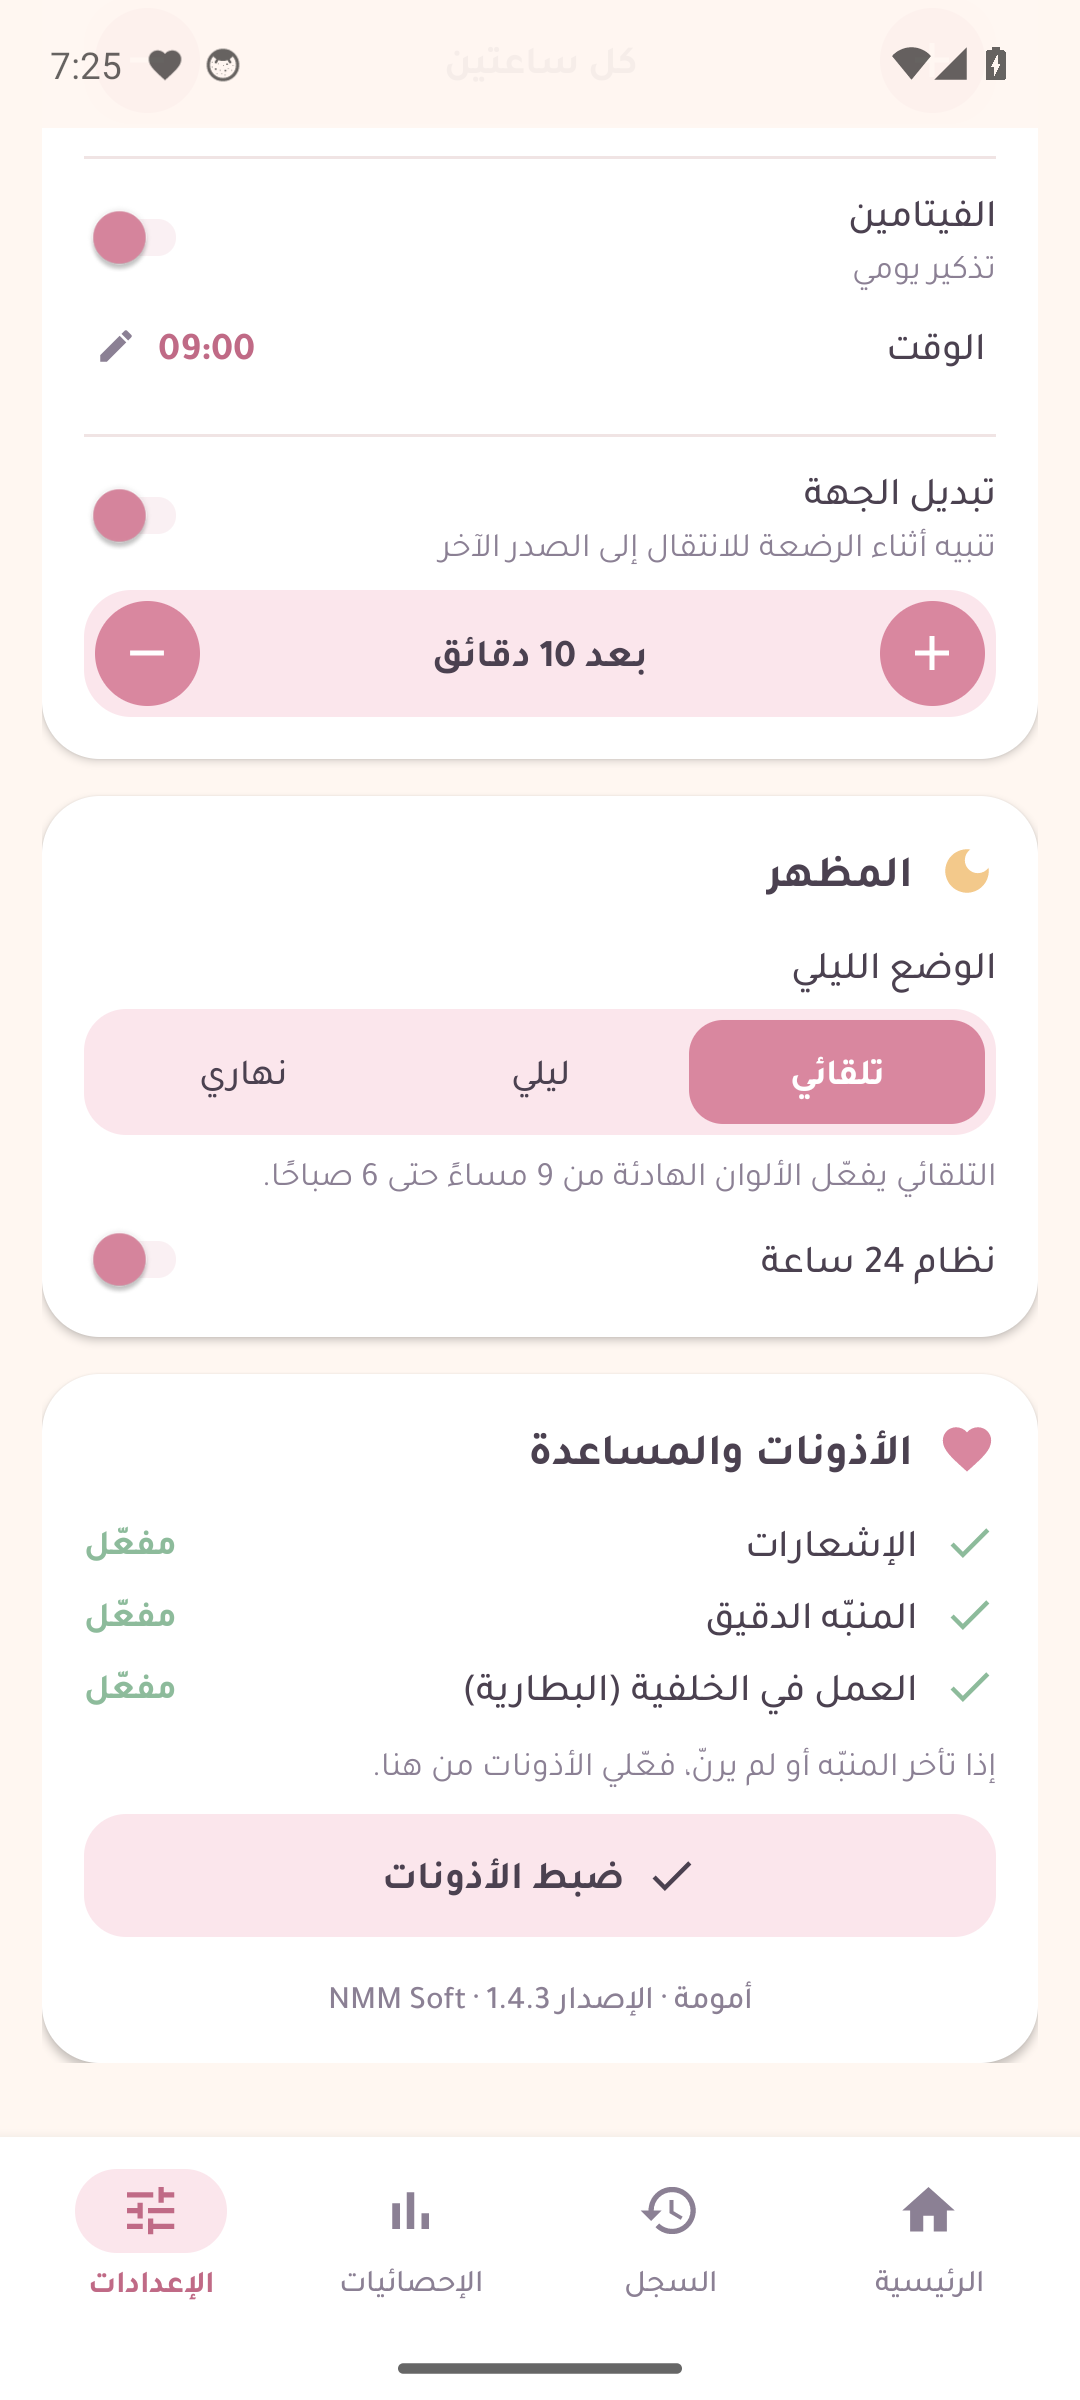 7:25
كل ساعتين
الفيتامين
تذكير يومي
الوقت
09:00
تبديل الجهة
تنبيه أثناء الرضعة للانتقال إلى الصدر الآخر
بعد 10 دقائق
المظهر
الوضع الليلي
تلقائي
ليلي
نهاري
التلقائي يفعّل الألوان الهادئة من 9 مساءً حتى 6 صباحًا.
نظام 24 ساعة
الأذونات والمساعدة
الإشعارات
مفعّل
المنبّه الدقيق
مفعّل
العمل في الخلفية (البطارية)
مفعّل
إذا تأخر المنبّه أو لم يرنّ، فعّلي الأذونات من هنا.
ضبط الأذونات
أمومة · الإصدار 1.4.3 · NMM Soft
الرئيسية
السجل
الإحصائيات
الإعدادات